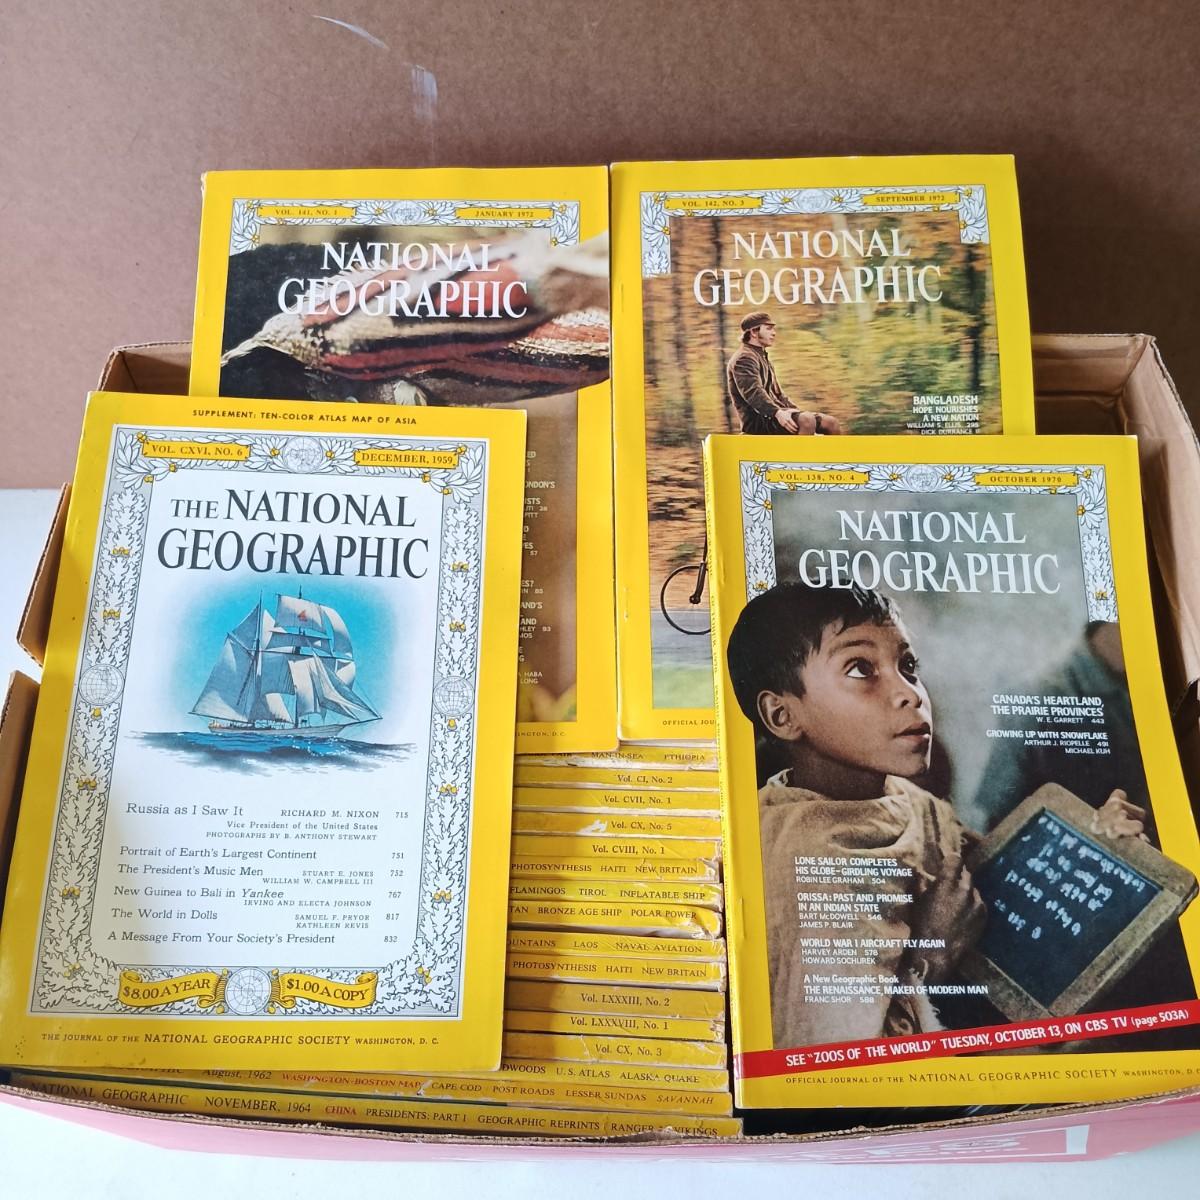 VOL. 141, NO. 1
JANUARY 1972
NATIONAL
GEOGRAPHIC
VOL. 142, NO. 3
SEPTEMBER 1972
NATIONAL
GEOGRAPHIC
BANGLADESH
HOPE NOURISHES
A NEW NATION
WILLIAM S. ELLIS 295
DICK DURRANCE II
OFFICIAL
SUPPLEMENT: TEN-COLOR ATLAS MAP OF ASIA
VOL. CXVI, NO. 6
DECEMBER, 1959
THE NATIONAL
GEOGRAPHIC
Russia as I Saw It RICHARD M. NIXON 715
Vice President of the United States
PHOTOGRAPHS BY B. ANTHONY STEWART
Portrait of Earth's Largest Continent 751
The President's Music Men STUART E. JONES 752
WILLIAM W. CAMPBELL III
New Guinea to Bali in Yankee 767
IRVING AND ELECTA JOHNSON
The World in Dolls SAMUEL F. PRYOR 817
KATHLEEN REVIS
A Message From Your Society's President 832
$8.00 A YEAR
$1.00 A COPY
THE JOURNAL OF THE NATIONAL GEOGRAPHIC SOCIETY WASHINGTON, D. C.
VOL. 138, NO. 4
OCTOBER 1970
NATIONAL
GEOGRAPHIC
CANADA'S HEARTLAND,
THE PRAIRIE PROVINCES
W. E. GARRETT 443
GROWING UP WITH SNOWFLAKE
ARTHUR J. RIOPELLE 491
MICHAEL KUH
LONE SAILOR COMPLETES
HIS GLOBE-GIRDLING VOYAGE
ROBIN LEE GRAHAM 504
ORISSA: PAST AND PROMISE
IN AN INDIAN STATE
BART McDOWELL 546
JAMES P. BLAIR
WORLD WAR I AIRCRAFT FLY AGAIN
HARVEY ARDEN 578
HOWARD SOCHUREK
A New Geographic Book
THE RENAISSANCE, MAKER OF MODERN MAN
FRANC SHOR 588
SEE "ZOOS OF THE WORLD" TUESDAY, OCTOBER 13, ON CBS TV (page 503A)
OFFICIAL JOURNAL OF THE NATIONAL GEOGRAPHIC SOCIETY WASHINGTON, D.C.
MAN-IN-SEA ETHIOPIA
Vol. CI, No. 2
Vol. CVII, No. 1
Vol. CX, No. 5
Vol. CVIII, No. 1
PHOTOSYNTHESIS HAITI NEW BRITAIN
FLAMINGOS TIROL INFLATABLE SHIP
BRONZE AGE SHIP POLAR POWER
LAOS NAVAL AVIATION
PHOTOSYNTHESIS HAITI NEW BRITAIN
Vol. LXXXIII, No. 2
Vol. LXXXVIII, No. 1
Vol. CX, No. 3
U.S. ATLAS ALASKA QUAKE
August, 1962 WASHINGTON-BOSTON MAP CAPE COD POST ROADS LESSER SUNDAS SAVANNAH
NATIONAL GEOGRAPHIC NOVEMBER, 1964 CHINA PRESIDENTS: PART I GEOGRAPHIC REPRINTS RANGER VIKINGS